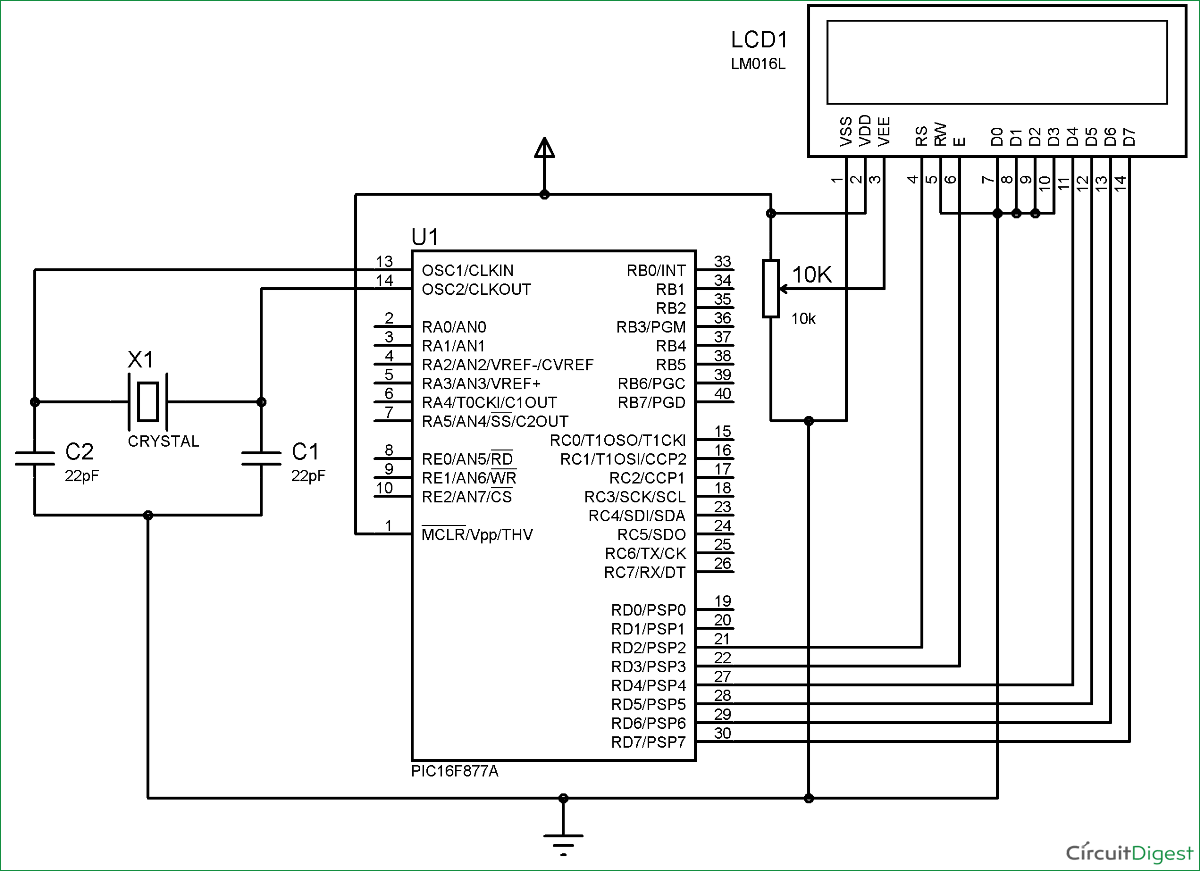 LCD1
LM016L
VSS
VDD
VEE
RS
RW
E
D0
D1
D2
D3
D4
D5
D6
D7
1
2
3
4
5
6
7
8
9
10
11
12
13
14
U1
13 OSC1/CLKIN
14 OSC2/CLKOUT
2 RA0/AN0
3 RA1/AN1
4 RA2/AN2/VREF-/CVREF
5 RA3/AN3/VREF+
6 RA4/T0CKI/C1OUT
7 RA5/AN4/SS/C2OUT
8 RE0/AN5/RD
9 RE1/AN6/WR
10 RE2/AN7/CS
1 MCLR/Vpp/THV
RB0/INT 33
RB1 34
RB2 35
RB3/PGM 36
RB4 37
RB5 38
RB6/PGC 39
RB7/PGD 40
RC0/T1OSO/T1CKI 15
RC1/T1OSI/CCP2 16
RC2/CCP1 17
RC3/SCK/SCL 18
RC4/SDI/SDA 23
RC5/SDO 24
RC6/TX/CK 25
RC7/RX/DT 26
RD0/PSP0 19
RD1/PSP1 20
RD2/PSP2 21
RD3/PSP3 22
RD4/PSP4 27
RD5/PSP5 28
RD6/PSP6 29
RD7/PSP7 30
PIC16F877A
10K
10k
X1
CRYSTAL
C2
22pF
C1
22pF
CircuitDigest